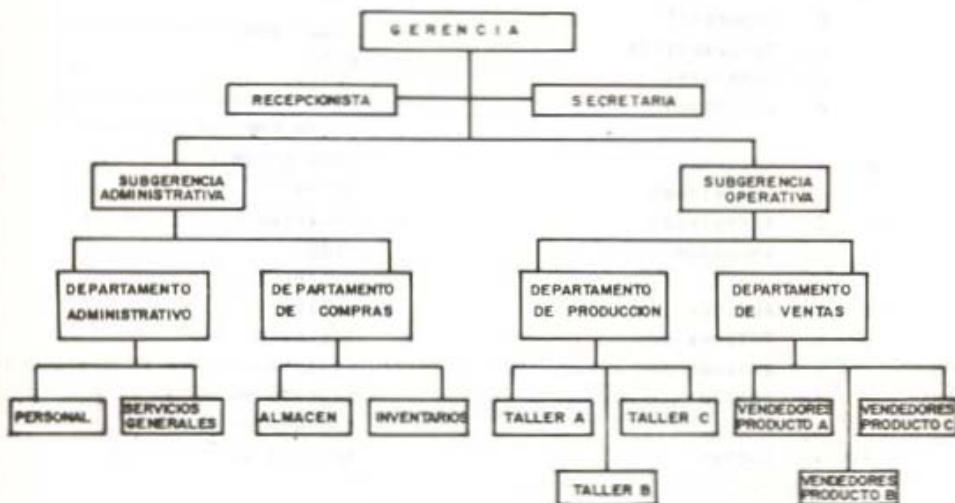 GERENCIA
RECEPCIONISTA
SECRETARIA
SUBGERENCIA
ADMINISTRATIVA
SUBGERENCIA
OPERATIVA
DEPARTAMENTO
ADMINISTRATIVO
DEPARTAMENTO
DE COMPRAS
DEPARTAMENTO
DE PRODUCCION
DEPARTAMENTO
DE VENTAS
PERSONAL
SERVICIOS
GENERALES
ALMACEN
INVENTARIOS
TALLER A
TALLER C
VENDEDORES
PRODUCTO A
VENDEDORES
PRODUCTO C
TALLER B
VENDEDORES
PRODUCTO B